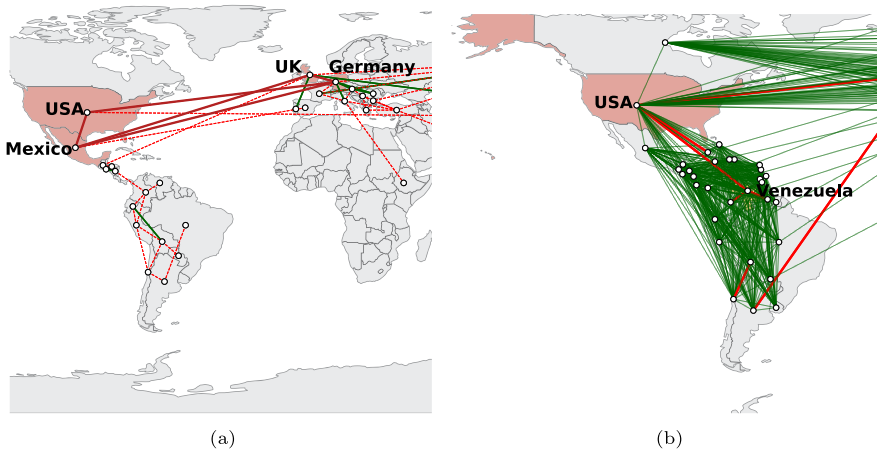 UK
Germany
USA
Mexico
USA
Venezuela
(a)
(b)